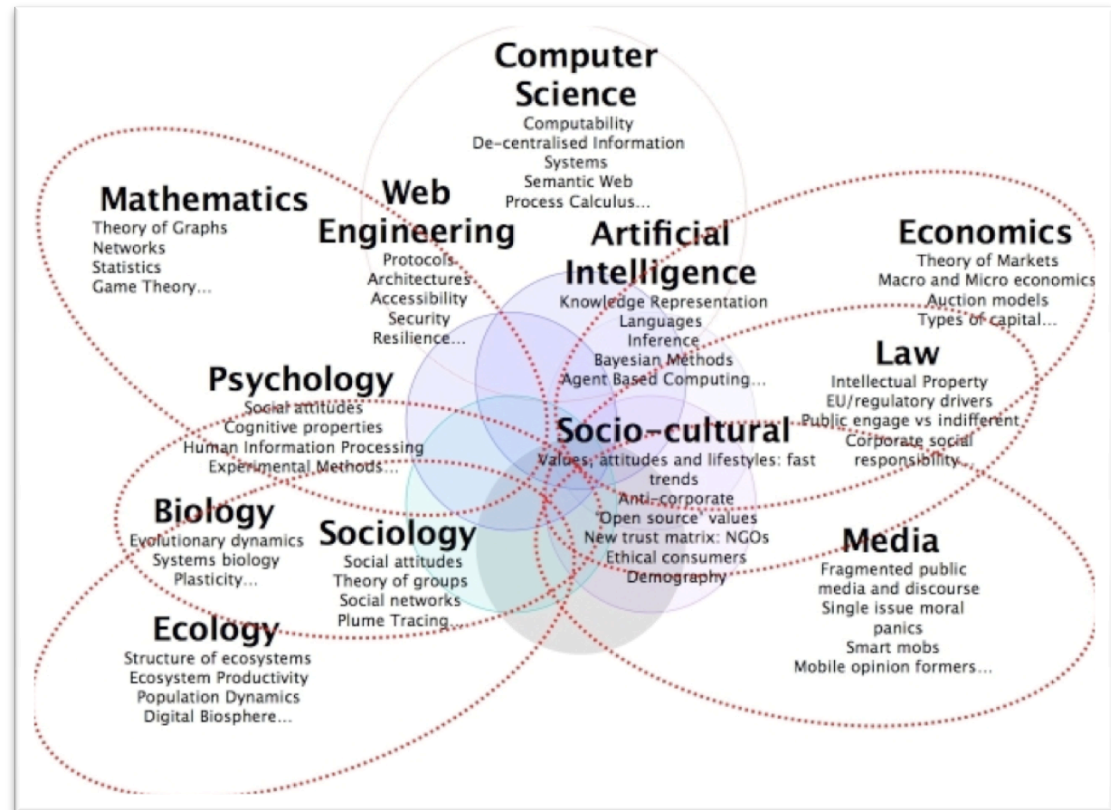 Computer
Science
Computability
De-centralised Information
Systems
Semantic Web
Process Calculus...
Mathematics
Theory of Graphs
Networks
Statistics
Game Theory...
Web
Engineering
Protocols
Architectures
Accessibility
Security
Resilience...
Artificial
Intelligence
Knowledge Representation
Languages
Inference
Bayesian Methods
Agent Based Computing...
Economics
Theory of Markets
Macro and Micro economics
Auction models
Types of capital...
Law
Intellectual Property
EU/regulatory drivers
Public engage vs indifferent
Corporate social
responsibility
Psychology
Social attitudes
Cognitive properties
Human Information Processing
Experimental Methods...
Socio-cultural
Values, attitudes and lifestyles: fast
trends
Anti-corporate
'Open source' values
New trust matrix: NGOs
Ethical consumers
Demography
Biology
Evolutionary dynamics
Systems biology
Plasticity...
Sociology
Social attitudes
Theory of groups
Social networks
Plume Tracing...
Media
Fragmented public
media and discourse
Single issue moral
panics
Smart mobs
Mobile opinion formers...
Ecology
Structure of ecosystems
Ecosystem Productivity
Population Dynamics
Digital Biosphere...